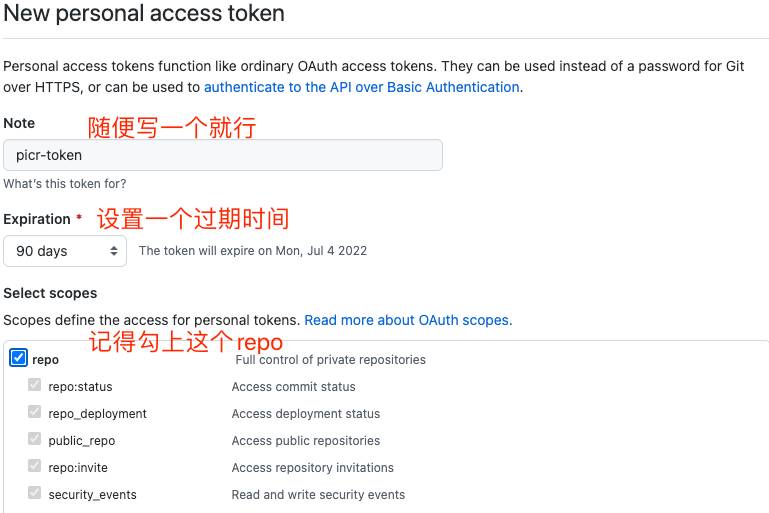 New personal access token
Personal access tokens function like ordinary OAuth access tokens. They can be used instead of a password for Git
over HTTPS, or can be used to authenticate to the API over Basic Authentication.
Note 随便写一个就行
picr-token
What's this token for?
Expiration * 设置一个过期时间
90 days The token will expire on Mon, Jul 4 2022
Select scopes
Scopes define the access for personal tokens. Read more about OAuth scopes.
记得勾上这个 repo
repo Full control of private repositories
repo:status Access commit status
repo_deployment Access deployment status
public_repo Access public repositories
repo:invite Access repository invitations
security_events Read and write security events